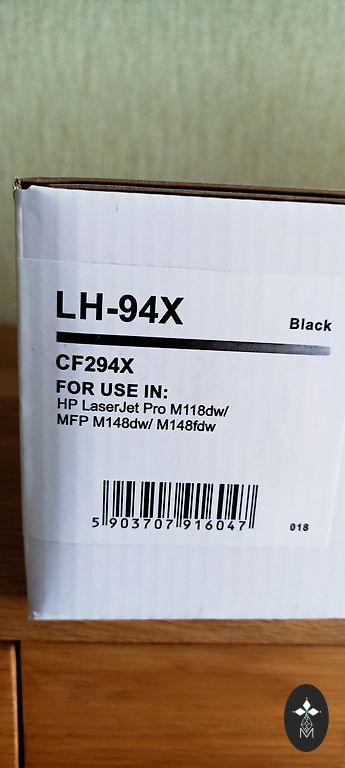 LH-94X
Black
CF294X
FOR USE IN:
HP LaserJet Pro M118dw/
MFP M148dw/ M148fdw
5 903707 916047
018
M